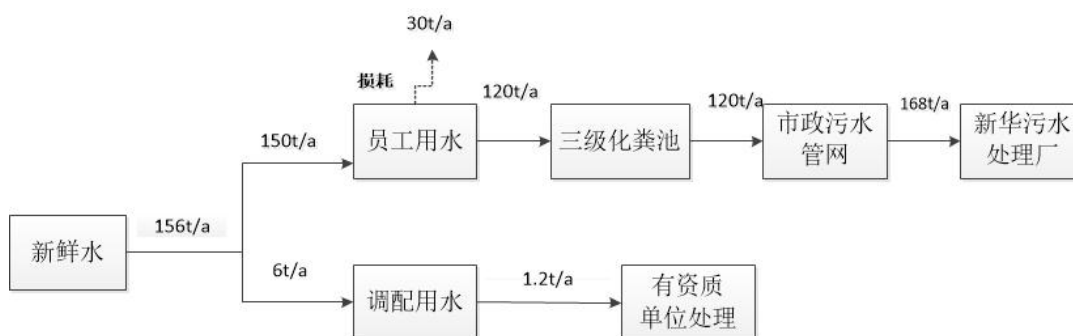 30t/a
损耗
120t/a
120t/a
168t/a
150t/a
员工用水
三级化粪池
市政污水
管网
新华污水
处理厂
156t/a
新鲜水
6t/a
1.2t/a
调配用水
有资质
单位处理